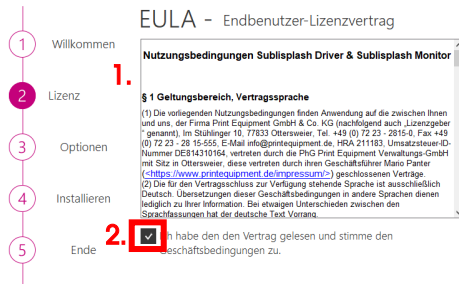 EULA - Endbenutzer-Lizenzvertrag
1 Willkommen
2 Lizenz
3 Optionen
4 Installieren
5 Ende
1.
Nutzungsbedingungen Sublisplash Driver & Sublisplash Monitor
§ 1 Geltungsbereich, Vertragssprache
(1) Die vorliegenden Nutzungsbedingungen finden Anwendung auf die zwischen Ihnen
und uns, der Firma Print Equipment GmbH & Co. KG (nachfolgend auch „Lizenzgeber
“ genannt), Im Stühlinger 10, 77833 Ottersweier, Tel. +49 (0) 72 23 - 2815-0, Fax +49
(0) 72 23 - 28 15-555, E-Mail info@printequipment.de, HRA 211183, Umsatzsteuer-ID-
Nummer DE814310164, vertreten durch die PhG Print Equipment Verwaltungs-GmbH
mit Sitz in Ottersweier, diese vertreten durch ihren Geschäftsführer Mario Panter
(<https://www.printequipment.de/impressum/>) geschlossenen Verträge.
(2) Die für den Vertragsschluss zur Verfügung stehende Sprache ist ausschließlich
Deutsch. Übersetzungen dieser Geschäftsbedingungen in andere Sprachen dienen
lediglich zu Ihrer Information. Bei etwaigen Unterschieden zwischen den
Sprachfassungen hat der deutsche Text Vorrang.
2.
Ich habe den den Vertrag gelesen und stimme den
Geschäftsbedingungen zu.